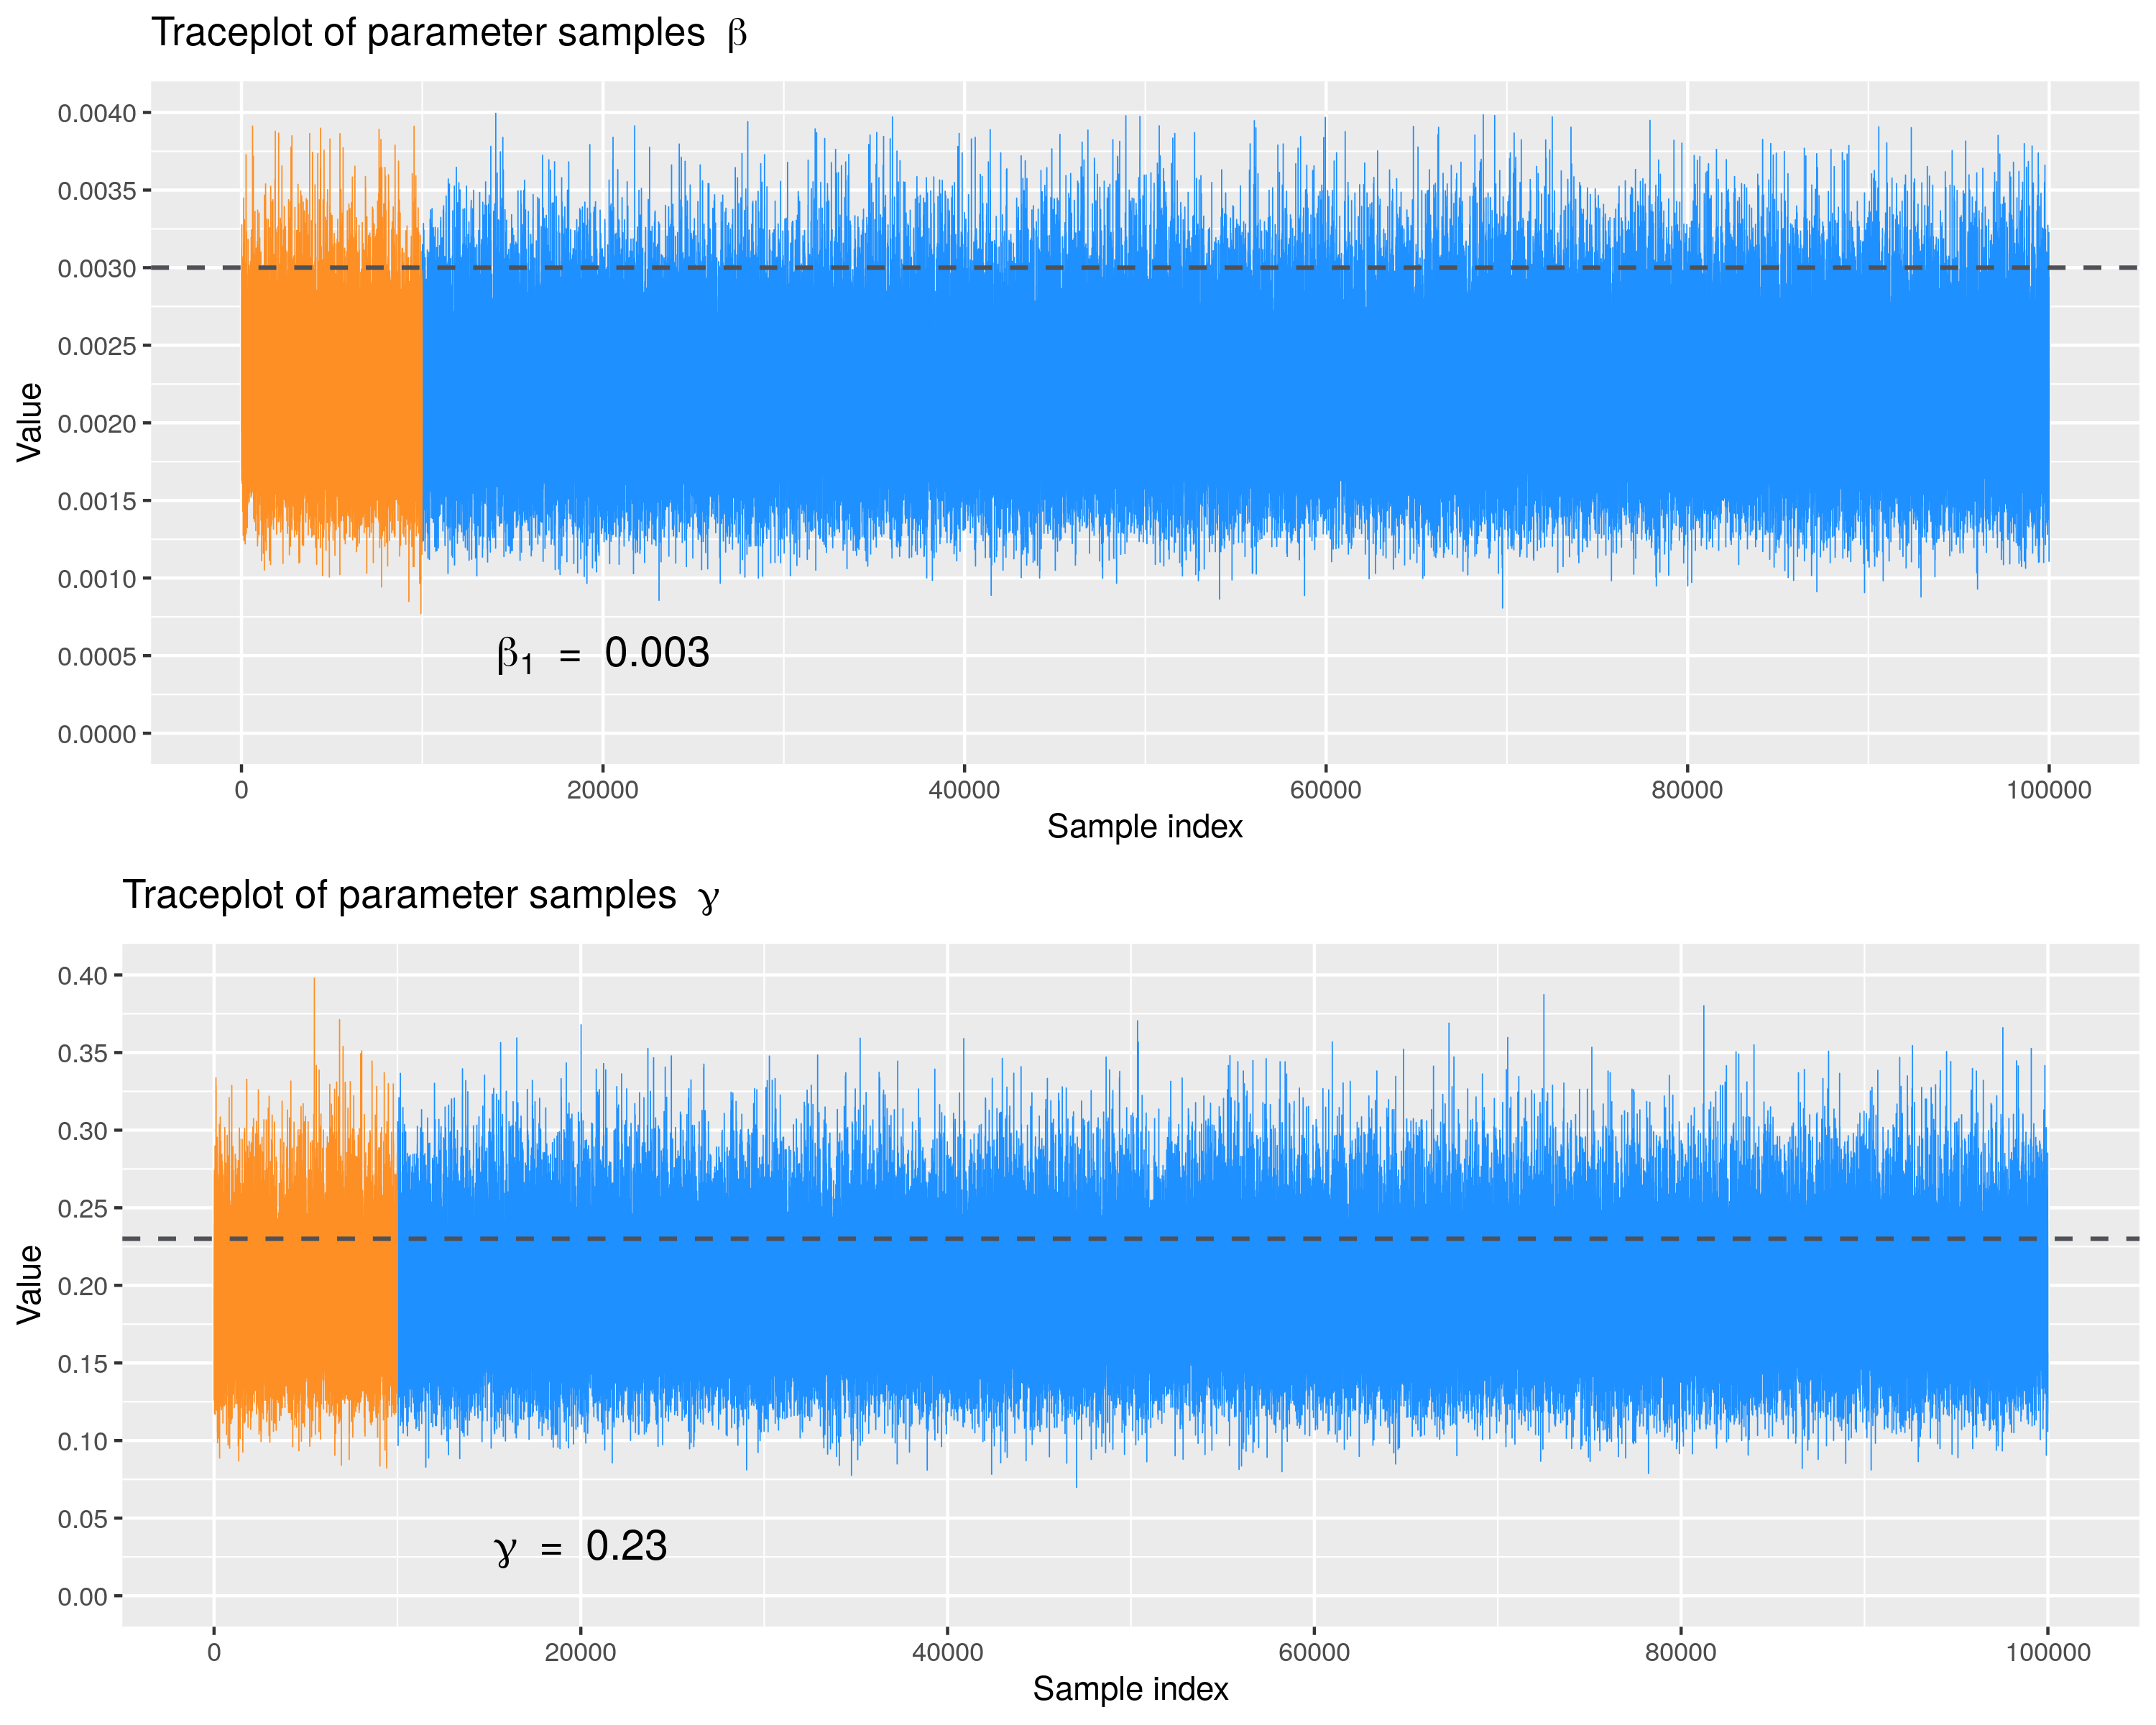 Traceplot of parameter samples β
0.0040
0.0035
0.0030
0.0025
0.0020
0.0015
0.0010
0.0005
0.0000
Value
β₁ = 0.003
0 20000 40000 60000 80000 100000
Sample index
Traceplot of parameter samples γ
0.40
0.35
0.30
0.25
0.20
0.15
0.10
0.05
0.00
Value
γ = 0.23
0 20000 40000 60000 80000 100000
Sample index